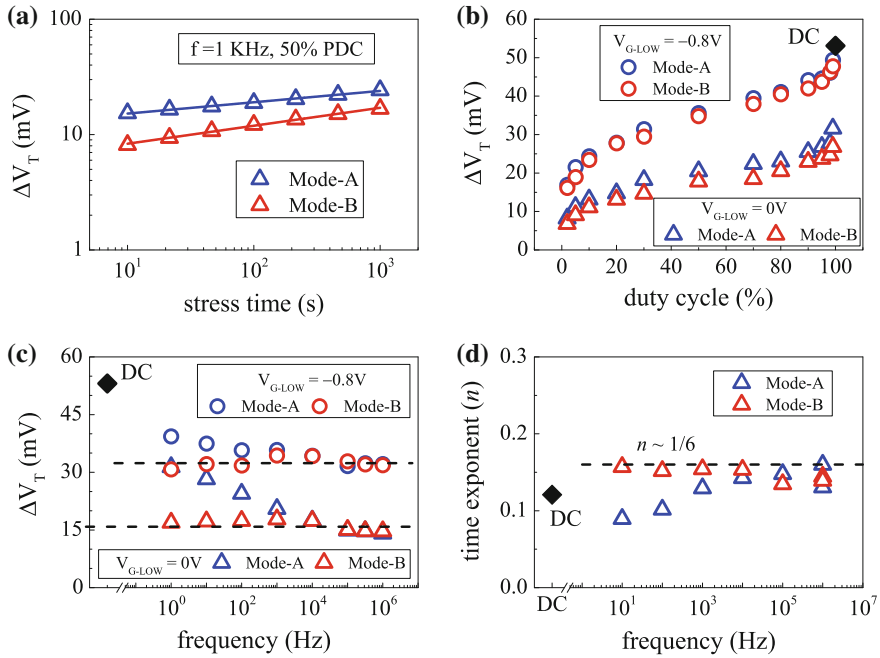 (a)
100
10
1
ΔV_T (mV)
f =1 KHz, 50% PDC
Mode-A
Mode-B
10^1
10^2
10^3
stress time (s)
(b)
60
50
40
30
20
10
0
ΔV_T (mV)
V_G-LOW = −0.8V
Mode-A
Mode-B
DC
V_G-LOW = 0V
Mode-A Mode-B
0 20 40 60 80 100
duty cycle (%)
(c)
60
45
30
15
0
ΔV_T (mV)
DC
V_G-LOW = −0.8V
Mode-A Mode-B
V_G-LOW = 0V Mode-A Mode-B
DC 10^0 10^2 10^4 10^6
frequency (Hz)
(d)
0.3
0.2
0.1
0.0
time exponent (n)
Mode-A
Mode-B
n ~ 1/6
DC
DC 10^1 10^3 10^5 10^7
frequency (Hz)